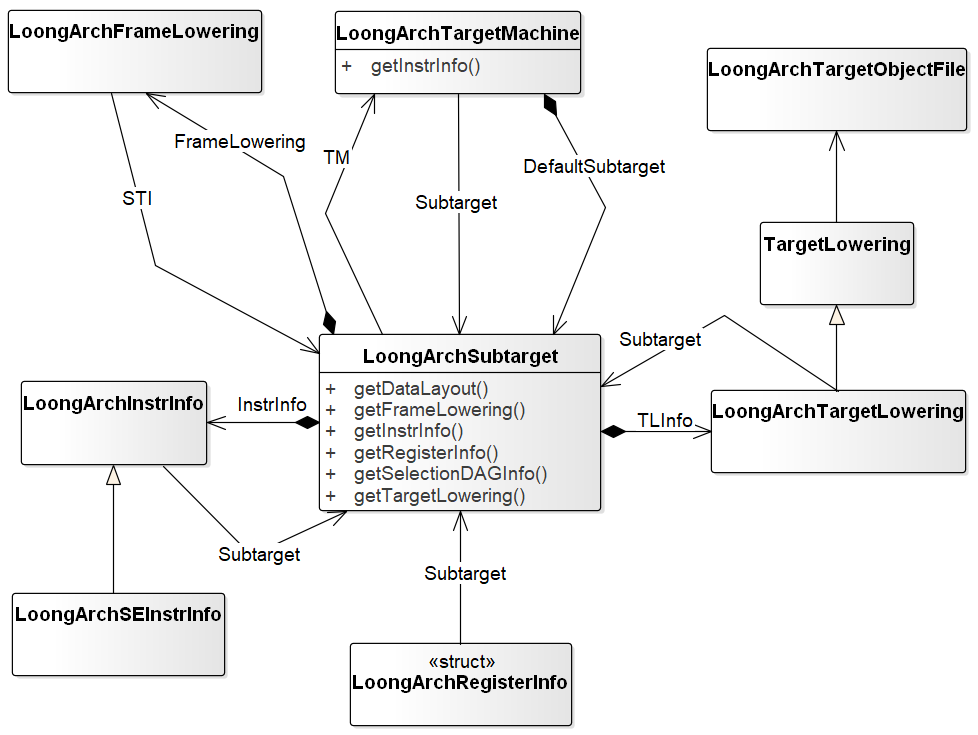 LoongArchFrameLowering
LoongArchTargetMachine
+ getInstrInfo()
LoongArchTargetObjectFile
FrameLowering
TM
DefaultSubtarget
STI
Subtarget
TargetLowering
Subtarget
LoongArchSubtarget
+ getDataLayout()
+ getFrameLowering()
+ getInstrInfo()
+ getRegisterInfo()
+ getSelectionDAGInfo()
+ getTargetLowering()
LoongArchInstrInfo
InstrInfo
TLInfo
LoongArchTargetLowering
Subtarget
Subtarget
LoongArchSEInstrInfo
«struct»
LoongArchRegisterInfo